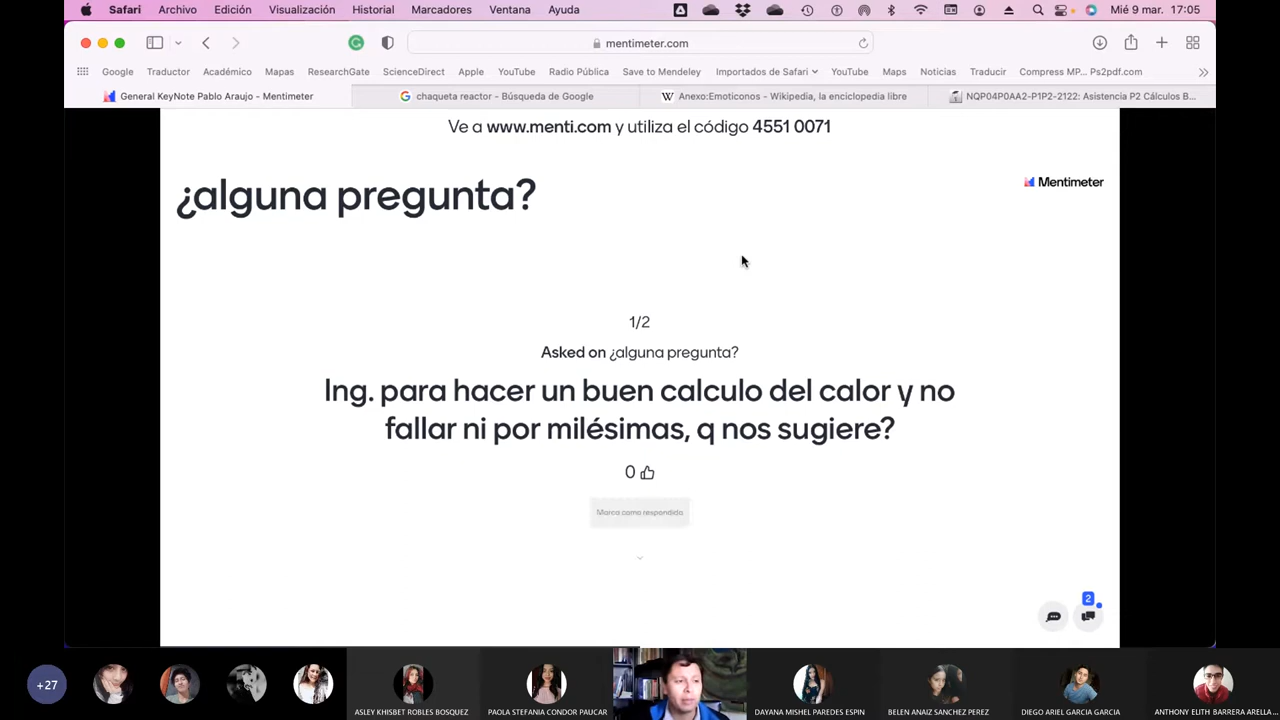 Safari Archivo Edición Visualización Historial Marcadores Ventana Ayuda Mié 9 mar. 17:05
mentimeter.com
Google Traductor Académico Mapas ResearchGate ScienceDirect Apple YouTube Radio Pública Save to Mendeley Importados de Safari YouTube Maps Noticias Traducir Compress MP... Ps2pdf.com
General KeyNote Pablo Araujo - Mentimeter chaqueta reactor - Búsqueda de Google Anexo:Emoticonos - Wikipedia, la enciclopedia libre NQP04P0AA2-P1P2-2122: Asistencia P2 Cálculos B...
Ve a www.menti.com y utiliza el código 4551 0071
Mentimeter
¿alguna pregunta?
1/2
Asked on ¿alguna pregunta?
Ing. para hacer un buen calculo del calor y no
fallar ni por milésimas, q nos sugiere?
0
Marca como respondida
2
+27
ASLEY KHISBET ROBLES BOSQUEZ PAOLA STEFANIA CONDOR PAUCAR DAYANA MISHEL PAREDES ESPIN BELEN ANAIZ SANCHEZ PEREZ DIEGO ARIEL GARCIA GARCIA ANTHONY ELITH BARRERA ARELLA...